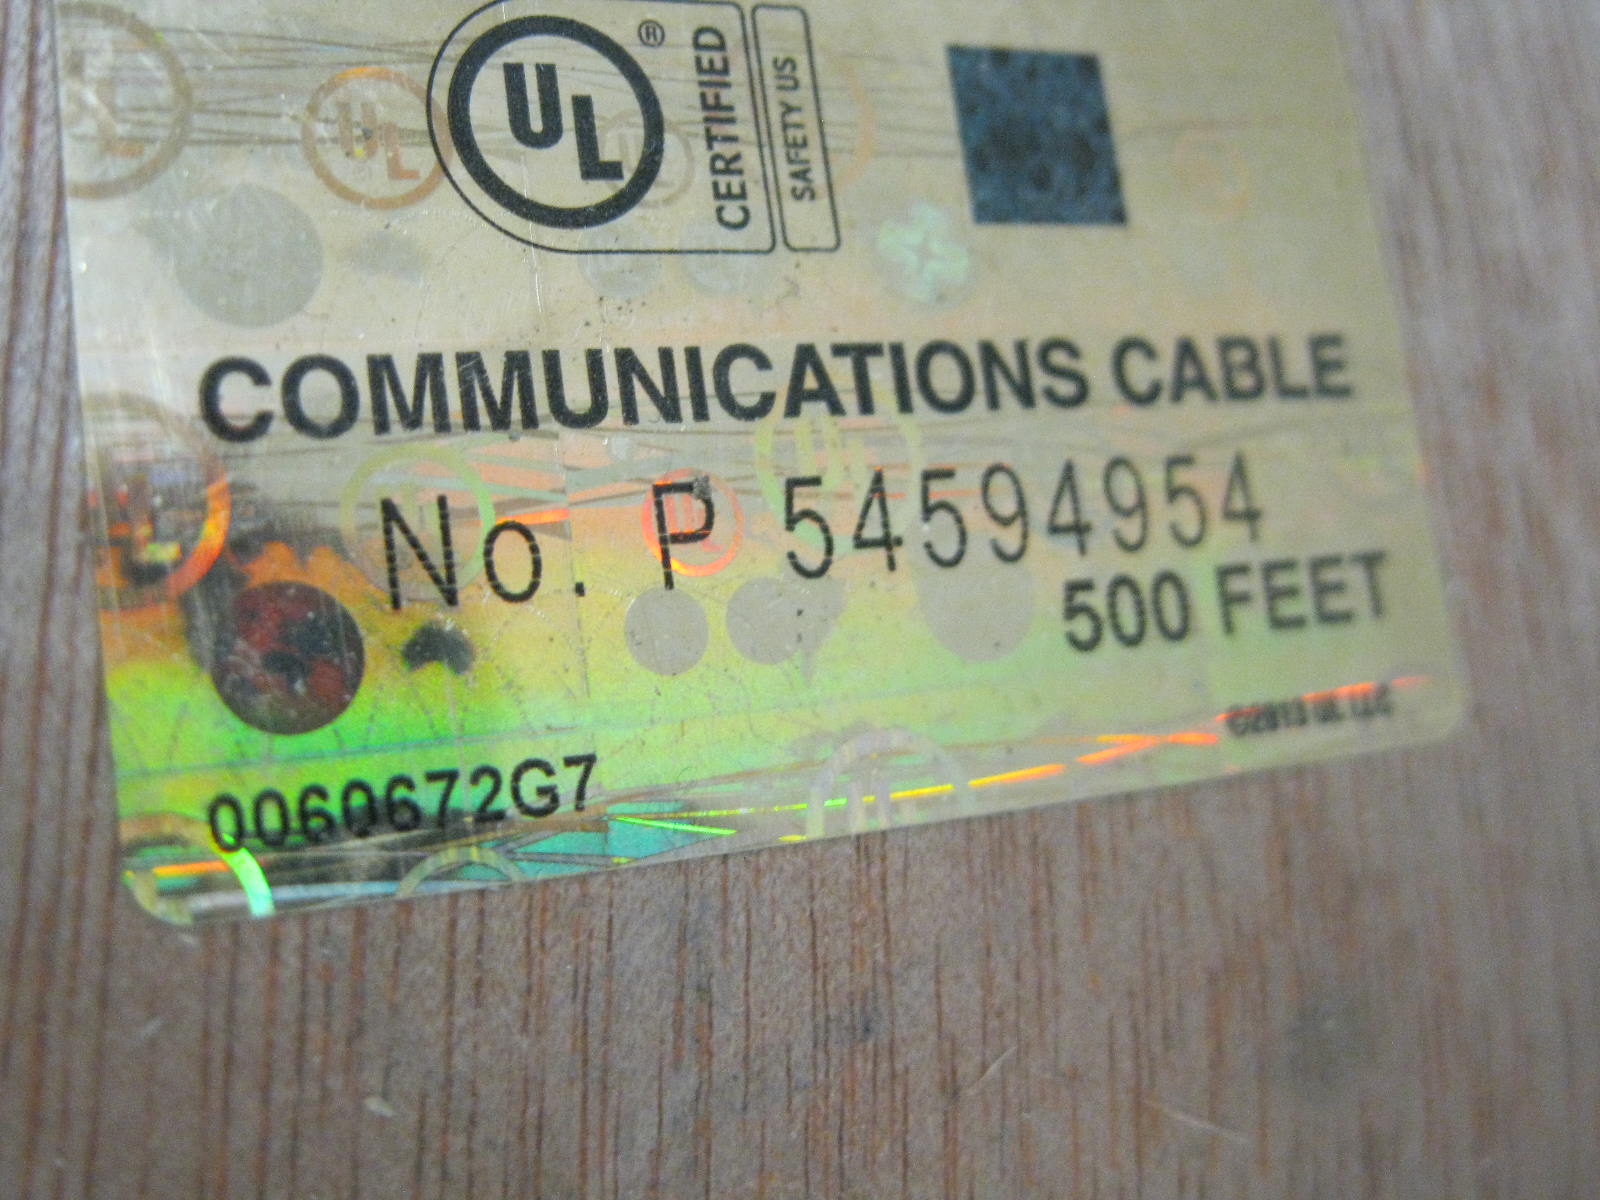 UL ®
CERTIFIED
SAFETY US
COMMUNICATIONS CABLE
No. P 54594954
500 FEET
0060672G7